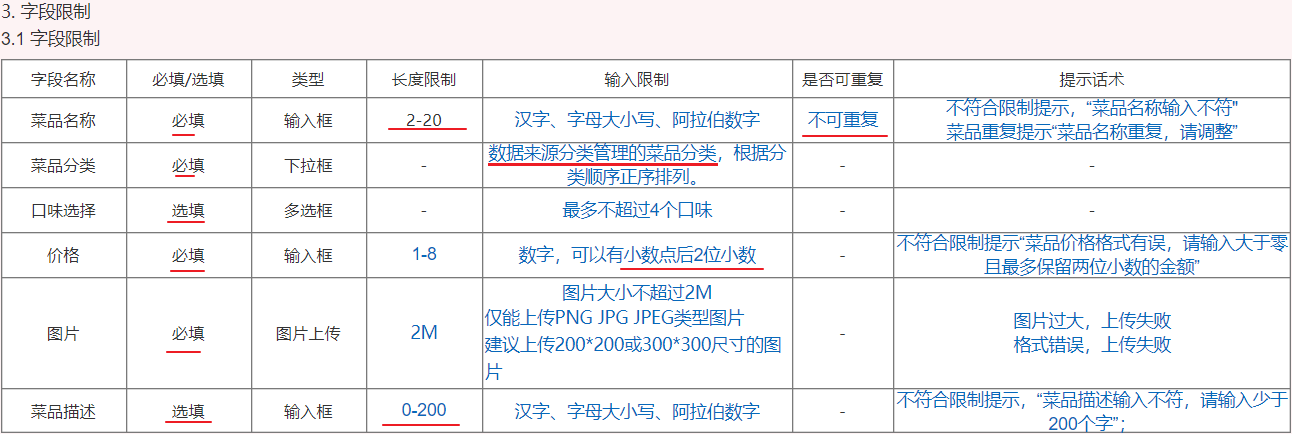 3. 字段限制
3.1 字段限制
字段名称 必填/选填 类型 长度限制 输入限制 是否可重复 提示话术
菜品名称 必填 输入框 2-20 汉字、字母大小写、阿拉伯数字 不可重复 不符合限制提示，“菜品名称输入不符"
菜品重复提示“菜品名称重复，请调整”
菜品分类 必填 下拉框 - 数据来源分类管理的菜品分类，根据分
类顺序正序排列。 - -
口味选择 选填 多选框 - 最多不超过4个口味 - -
价格 必填 输入框 1-8 数字，可以有小数点后2位小数 - 不符合限制提示“菜品价格格式有误，请输入大于零
且最多保留两位小数的金额”
图片 必填 图片上传 2M 图片大小不超过2M
仅能上传PNG JPG JPEG类型图片
建议上传200*200或300*300尺寸的图
片 - 图片过大，上传失败
格式错误，上传失败
菜品描述 选填 输入框 0-200 汉字、字母大小写、阿拉伯数字 - 不符合限制提示，“菜品描述输入不符，请输入少于
200个字”；